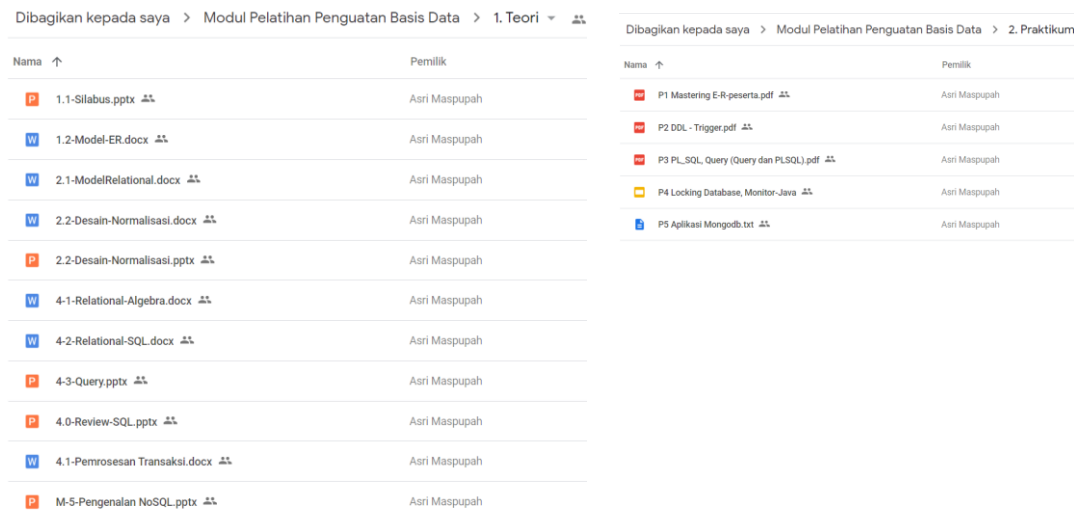 Dibagikan kepada saya > Modul Pelatihan Penguatan Basis Data > 1. Teori
Nama ↑ Pemilik
1.1-Silabus.pptx Asri Maspupah
1.2-Model-ER.docx Asri Maspupah
2.1-ModelRelational.docx Asri Maspupah
2.2-Desain-Normalisasi.docx Asri Maspupah
2.2-Desain-Normalisasi.pptx Asri Maspupah
4-1-Relational-Algebra.docx Asri Maspupah
4-2-Relational-SQL.docx Asri Maspupah
4-3-Query.pptx Asri Maspupah
4.0-Review-SQL.pptx Asri Maspupah
4.1-Pemrosesan Transaksi.docx Asri Maspupah
M-5-Pengenalan NoSQL.pptx Asri Maspupah
Dibagikan kepada saya > Modul Pelatihan Penguatan Basis Data > 2. Praktikum
Nama ↑ Pemilik
P1 Mastering E-R-peserta.pdf Asri Maspupah
P2 DDL - Trigger.pdf Asri Maspupah
P3 PL_SQL, Query (Query dan PLSQL).pdf Asri Maspupah
P4 Locking Database, Monitor-Java Asri Maspupah
P5 Aplikasi Mongodb.txt Asri Maspupah